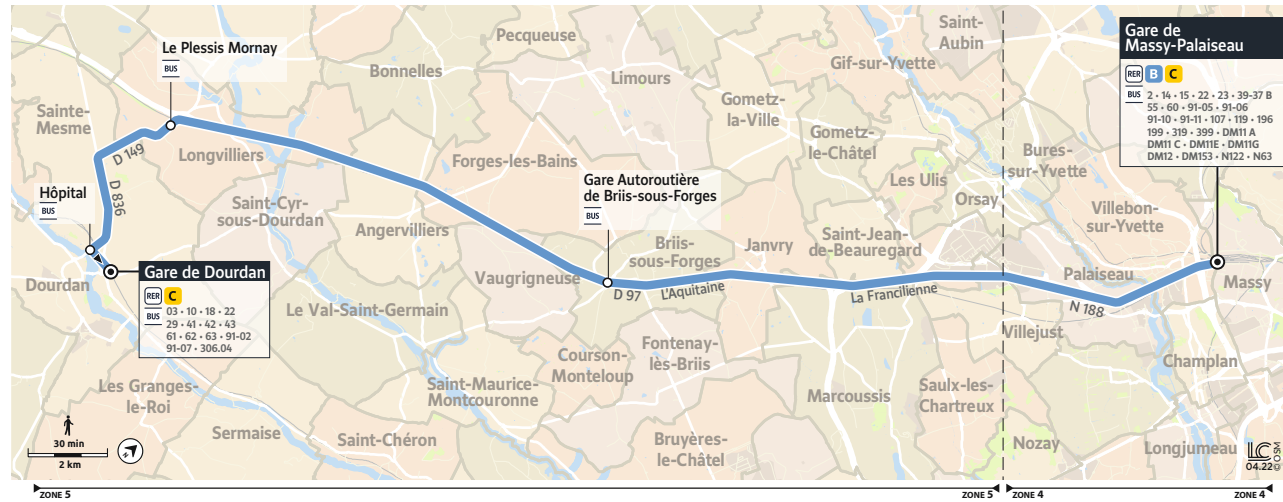 Gare de
Massy-Palaiseau
RER B C
BUS
2 • 14 • 15 • 22 • 23 • 39-37 B
55 • 60 • 91-05 • 91-06
91-10 • 91-11 • 107 • 119 • 196
199 • 319 • 399 • DM11 A
DM11 C • DM11E • DM11G
DM12 • DM153 • N122 • N63
Le Plessis Mornay
BUS
Pecqueuse
Saint-
Aubin
Bonnelles
Limours
Gif-sur-Yvette
Sainte-
Mesme
Gometz
la-Ville
D 149
Longvilliers
Forges-les-Bains
Gometz-
le-Châtel
Bures-
sur-Yvette
Hôpital
BUS
D 836
Saint-Cyr-
sous-Dourdan
Gare Autoroutière
de Briis-sous-Forges
BUS
Les Ulis
Orsay
Villebon-
sur-Yvette
Angervilliers
Briis-
sous-Forges
Janvry
Saint-Jean-
de-Beauregard
Dourdan
Gare de Dourdan
RER C
BUS
03 • 10 • 18 • 22
29 • 41 • 42 • 43
61 • 62 • 63 • 91-02
91-07 • 306.04
Vaugrigneuse
Palaiseau
Massy
D 97
L'Aquitaine
La Francilienne
N 188
Le Val-Saint-Germain
Villejust
Fontenay-
lès-Briis
Courson-
Monteloup
Champlan
Les Granges-
le-Roi
Saint-Maurice-
Montcouronne
Marcoussis
Saulx-les-
Chartreux
Sermaise
Saint-Chéron
Bruyères-
le-Châtel
Nozay
Longjumeau
30 min
2 km
LC
04.22
© OSM
ZONE 5
ZONE 5
ZONE 4
ZONE 4